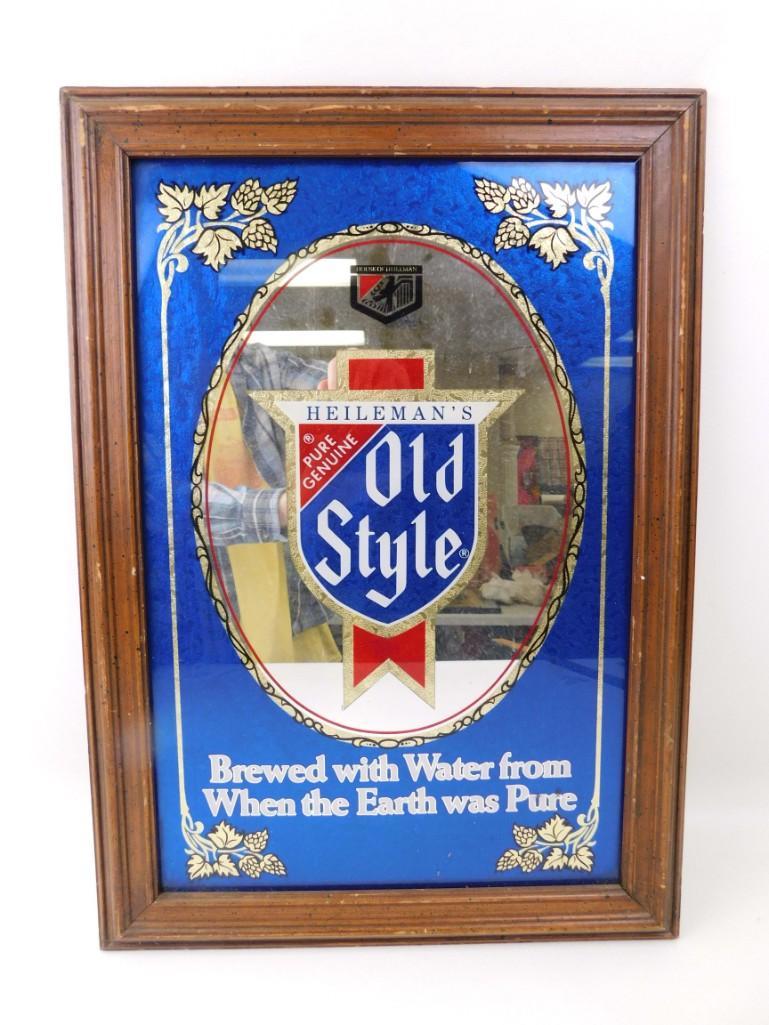 HOUSE OF HEILEMAN
HEILEMAN'S
® PURE
GENUINE
Old
Style®
Brewed with Water from
When the Earth was Pure